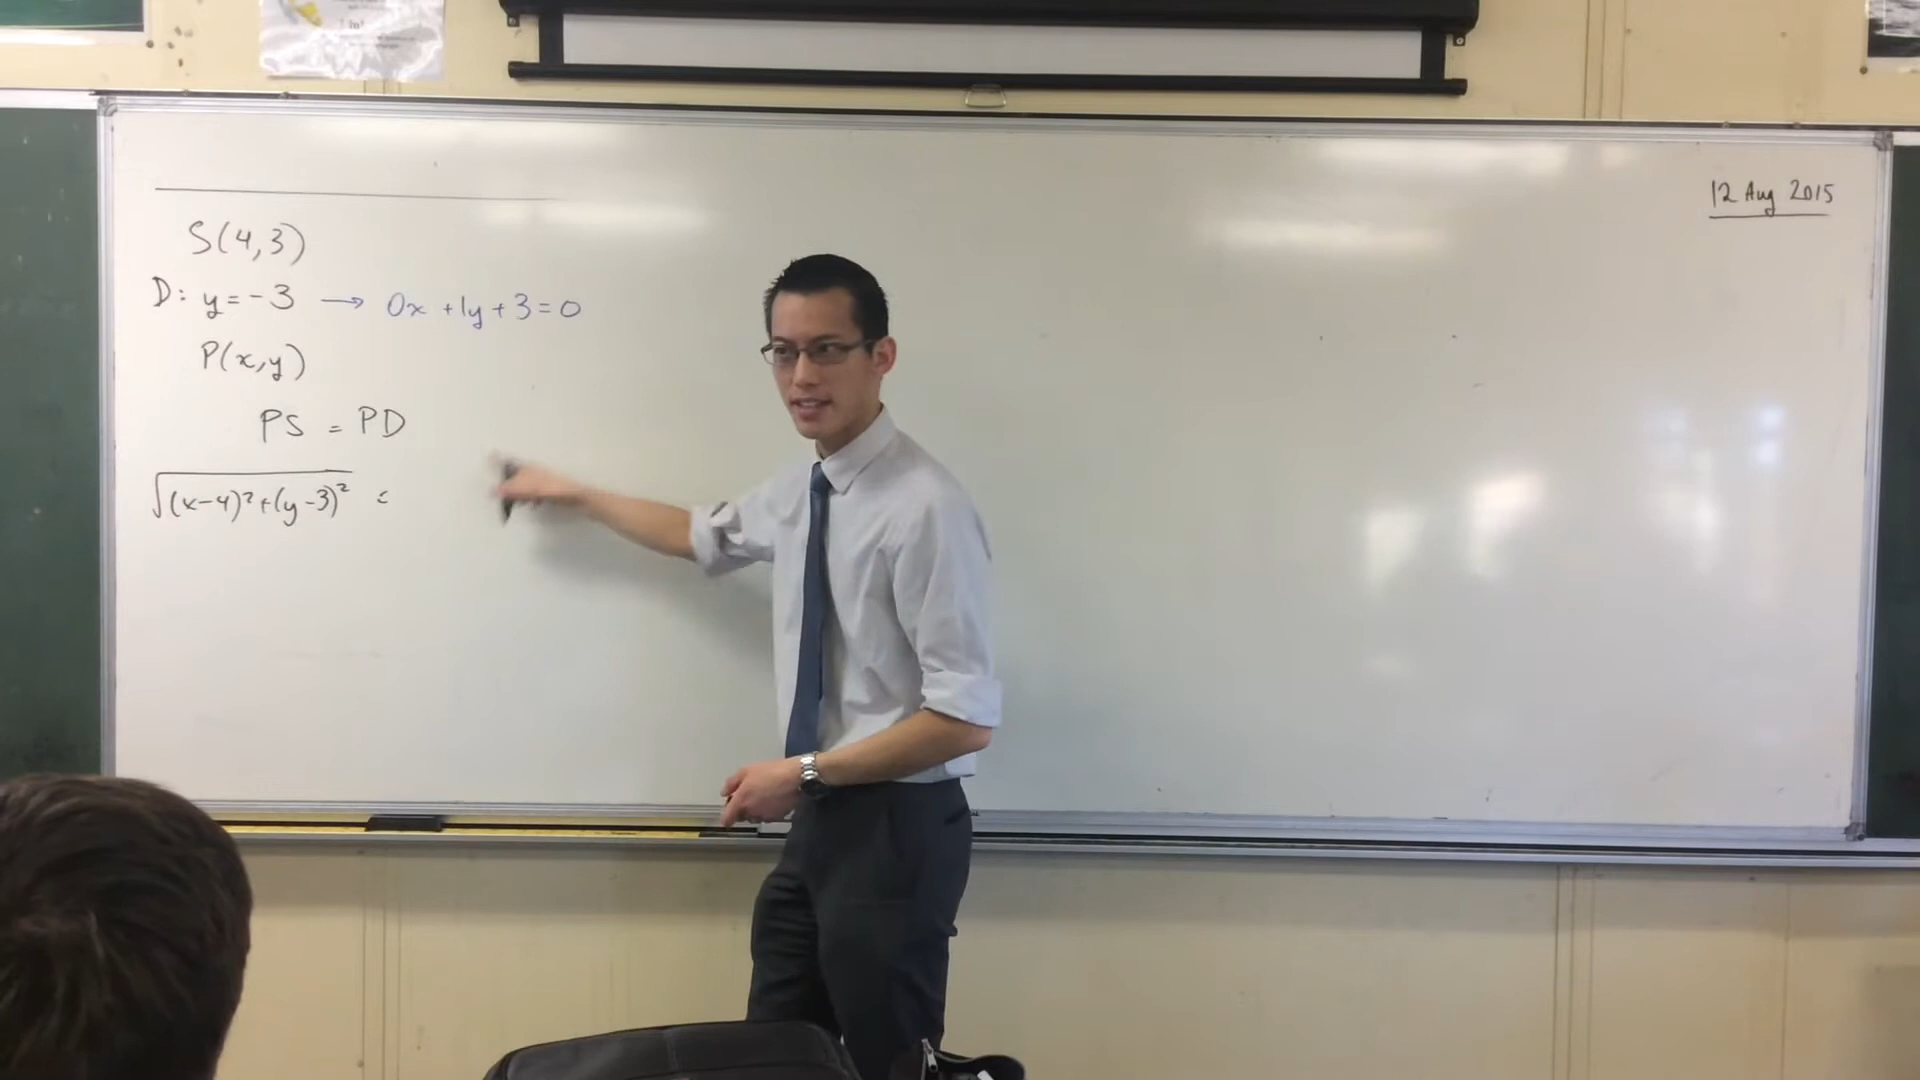 12 Aug 2015
S(4,3)
D: y=-3 → 0x +1y+3=0
P(x,y)
PS = PD
√(x-4)²+(y-3)² =